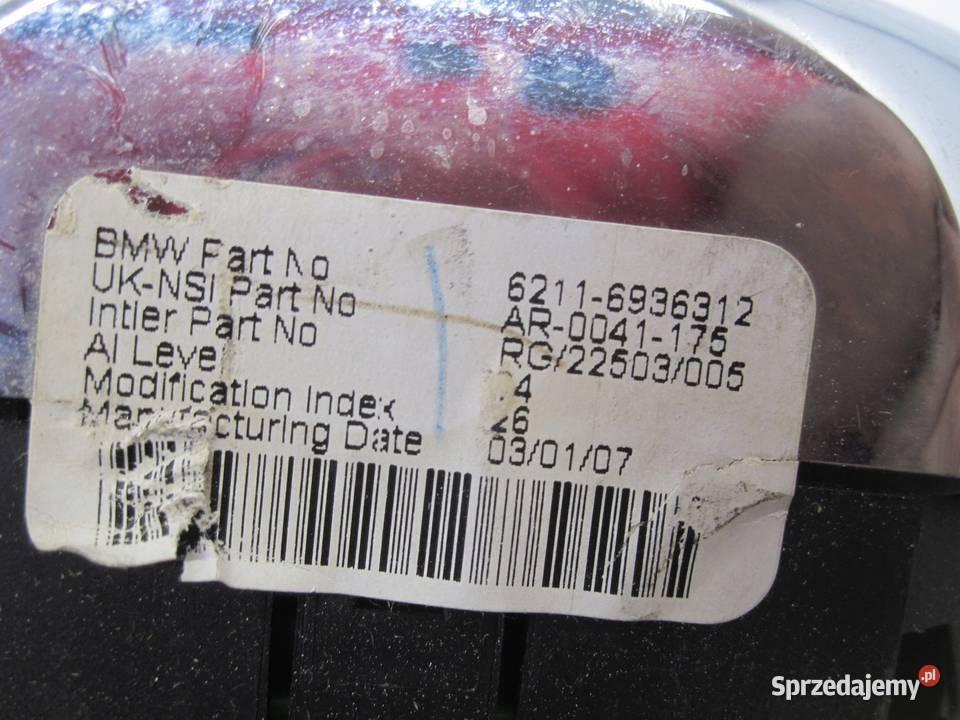 BMW Part No 6211-6936312
UK-NSI Part No AR-0041-175
Intier Part No RG/22503/005
AI Level 4
Modification Index 26
Manufacturing Date 03/01/07
Sprzedajemy.pl